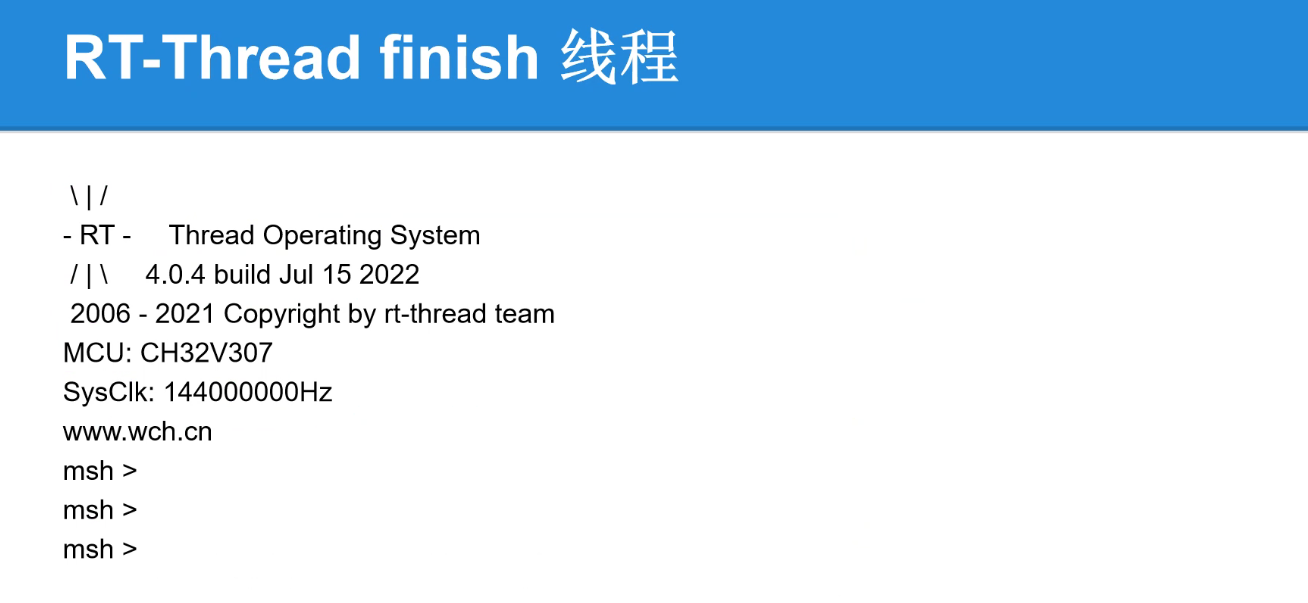 RT-Thread finish 线程
\ | /
- RT - Thread Operating System
/ | \ 4.0.4 build Jul 15 2022
2006 - 2021 Copyright by rt-thread team
MCU: CH32V307
SysClk: 144000000Hz
www.wch.cn
msh >
msh >
msh >